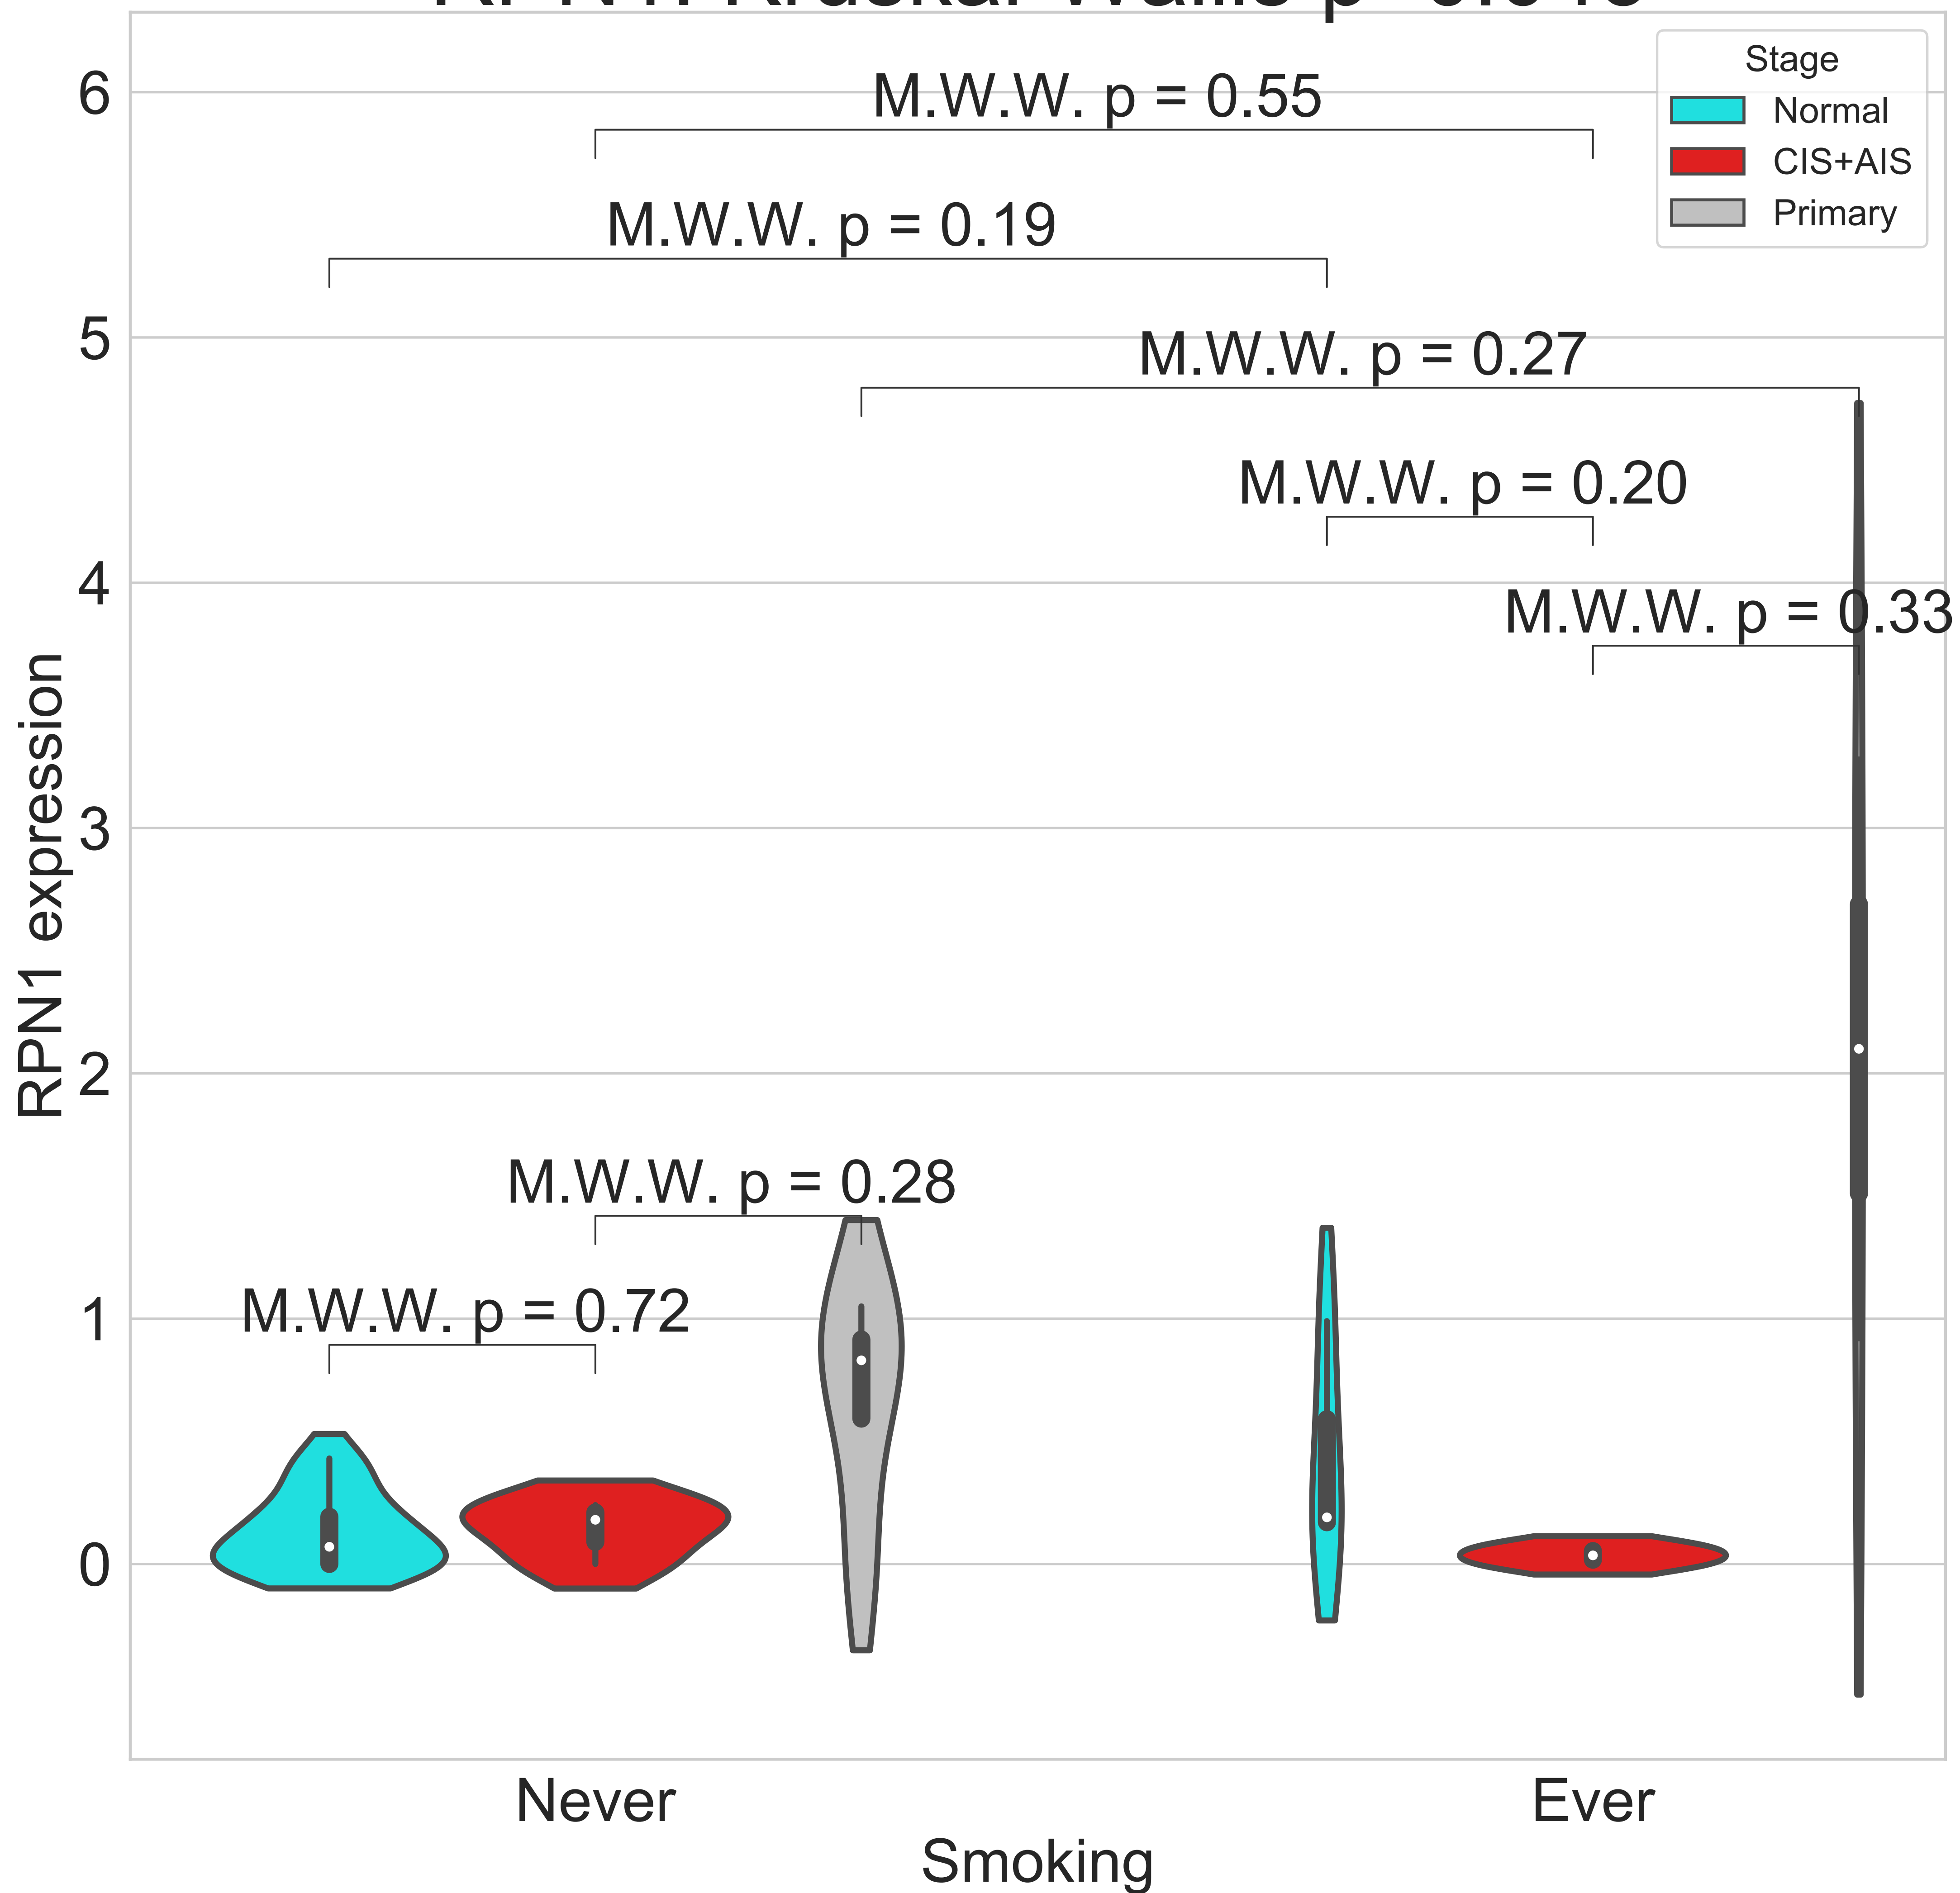 Stage
Normal
CIS+AIS
Primary
M.W.W. p = 0.55
M.W.W. p = 0.19
M.W.W. p = 0.27
M.W.W. p = 0.20
M.W.W. p = 0.33
M.W.W. p = 0.28
M.W.W. p = 0.72
6
5
4
3
2
1
0
RPN1 expression
Never
Ever
Smoking